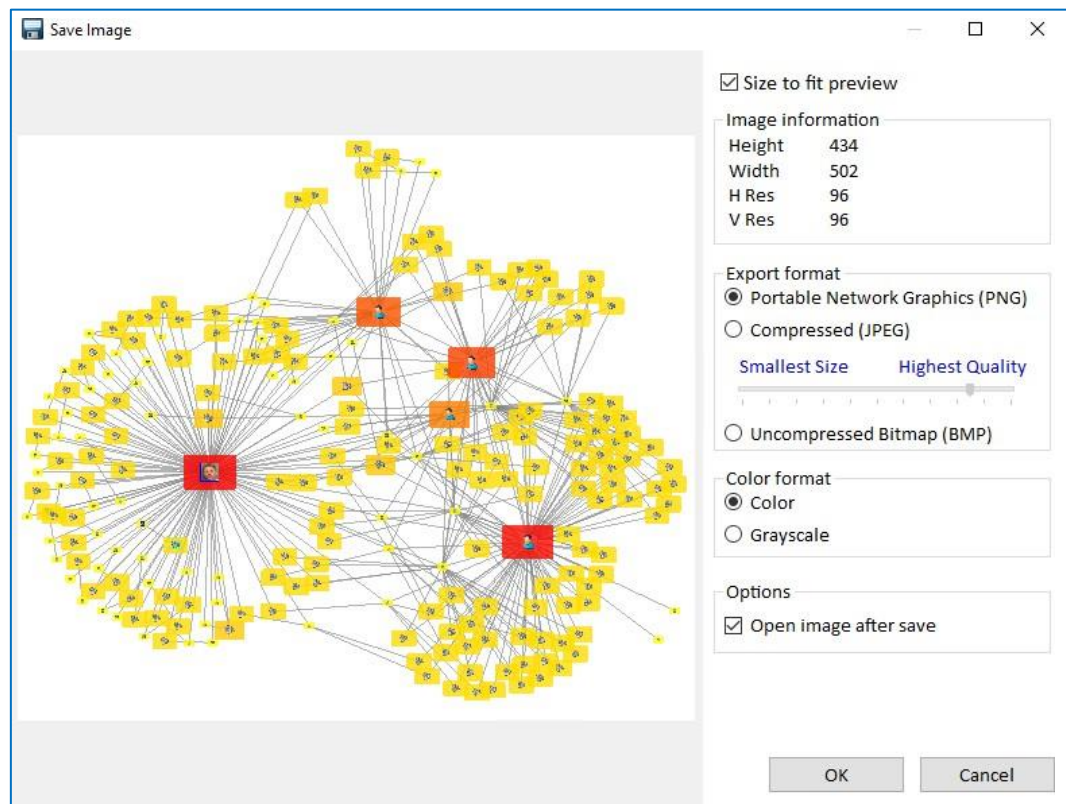 Save Image
Size to fit preview
Image information
Height 434
Width 502
H Res 96
V Res 96
Export format
Portable Network Graphics (PNG)
Compressed (JPEG)
Smallest Size Highest Quality
Uncompressed Bitmap (BMP)
Color format
Color
Grayscale
Options
Open image after save
OK Cancel